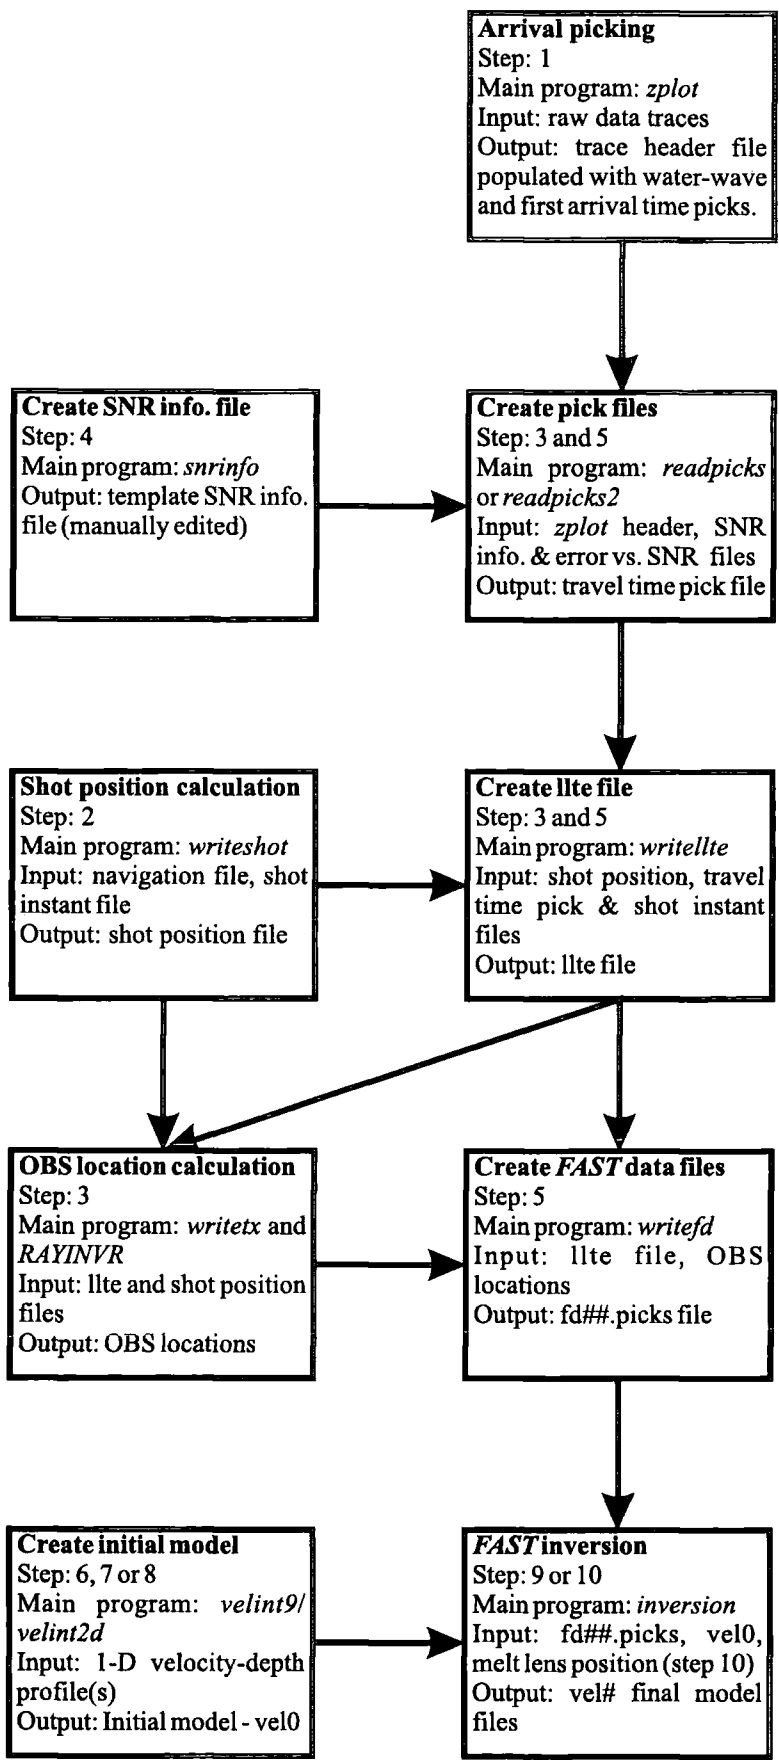 Arrival picking
Step: 1
Main program: zplot
Input: raw data traces
Output: trace header file
populated with water-wave
and first arrival time picks.
Create SNR info. file
Step: 4
Main program: snrinfo
Output: template SNR info.
file (manually edited)
Create pick files
Step: 3 and 5
Main program: readpicks
or readpicks2
Input: zplot header, SNR
info. & error vs. SNR files
Output: travel time pick file
Shot position calculation
Step: 2
Main program: writeshot
Input: navigation file, shot
instant file
Output: shot position file
Create llte file
Step: 3 and 5
Main program: writellte
Input: shot position, travel
time pick & shot instant
files
Output: llte file
OBS location calculation
Step: 3
Main program: writetx and
RAYINVR
Input: llte and shot position
files
Output: OBS locations
Create FAST data files
Step: 5
Main program: writefd
Input: llte file, OBS
locations
Output: fd##.picks file
Create initial model
Step: 6, 7 or 8
Main program: velint9/
velint2d
Input: 1-D velocity-depth
profile(s)
Output: Initial model - vel0
FAST inversion
Step: 9 or 10
Main program: inversion
Input: fd##.picks, vel0,
melt lens position (step 10)
Output: vel# final model
files